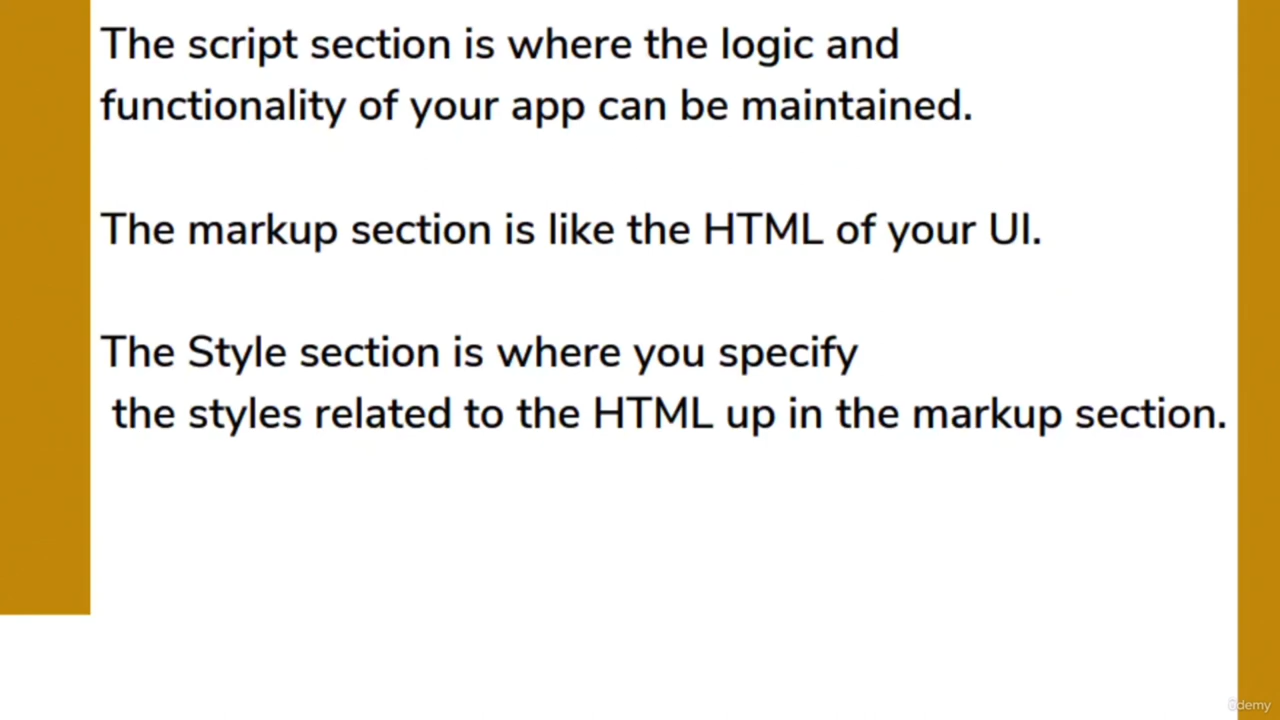 The script section is where the logic and
functionality of your app can be maintained.
The markup section is like the HTML of your UI.
The Style section is where you specify
the styles related to the HTML up in the markup section.
ûdemy